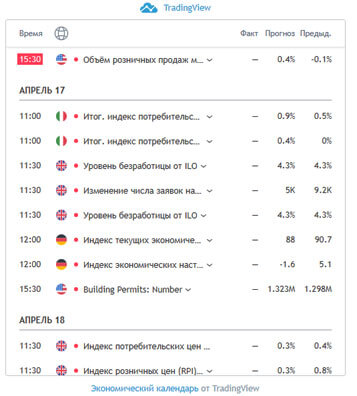 TradingView
Время Факт Прогноз Предыд.
15:30 Объём розничных продаж м... — 0.4% -0.1%
АПРЕЛЬ 17
11:00 Итог. индекс потребительс... — 0.9% 0.5%
11:00 Итог. индекс потребительс... — 0.4% 0%
11:30 Уровень безработицы от ILO — 4.3% 4.3%
11:30 Изменение числа заявок на... — 5K 9.2K
11:30 Уровень безработицы от ILO — 4.3% 4.3%
12:00 Индекс текущих экономиче... — 88 90.7
12:00 Индекс экономических наст... — -1.6 5.1
15:30 Building Permits: Number — 1.323M 1.298M
АПРЕЛЬ 18
11:30 Индекс потребительских цен ... — 0.3% 0.4%
11:30 Индекс розничных цен (RPI)... — 0.3% 0.8%
Экономический календарь от TradingView